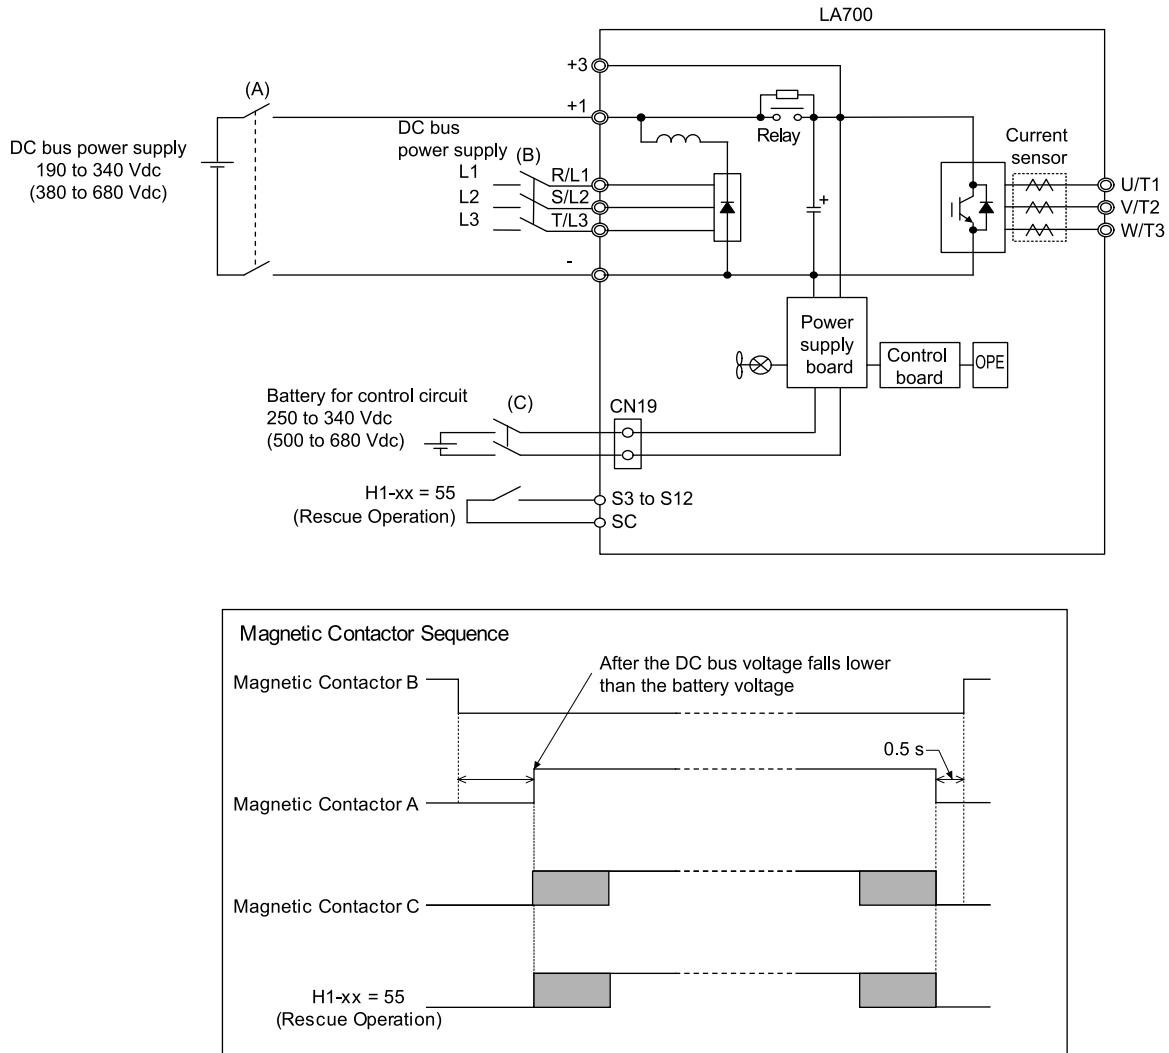 LA700
+3
(A)
+1
DC bus
power supply
(B)
Relay
Current
sensor
DC bus power supply
190 to 340 Vdc
(380 to 680 Vdc)
L1
R/L1
L2
S/L2
L3
T/L3
+
U/T1
V/T2
W/T3
-
Power
supply
board
Control
board
OPE
Battery for control circuit
250 to 340 Vdc
(500 to 680 Vdc)
(C)
CN19
H1-xx = 55
(Rescue Operation)
S3 to S12
SC
Magnetic Contactor Sequence
After the DC bus voltage falls lower
than the battery voltage
Magnetic Contactor B
0.5 s
Magnetic Contactor A
Magnetic Contactor C
H1-xx = 55
(Rescue Operation)